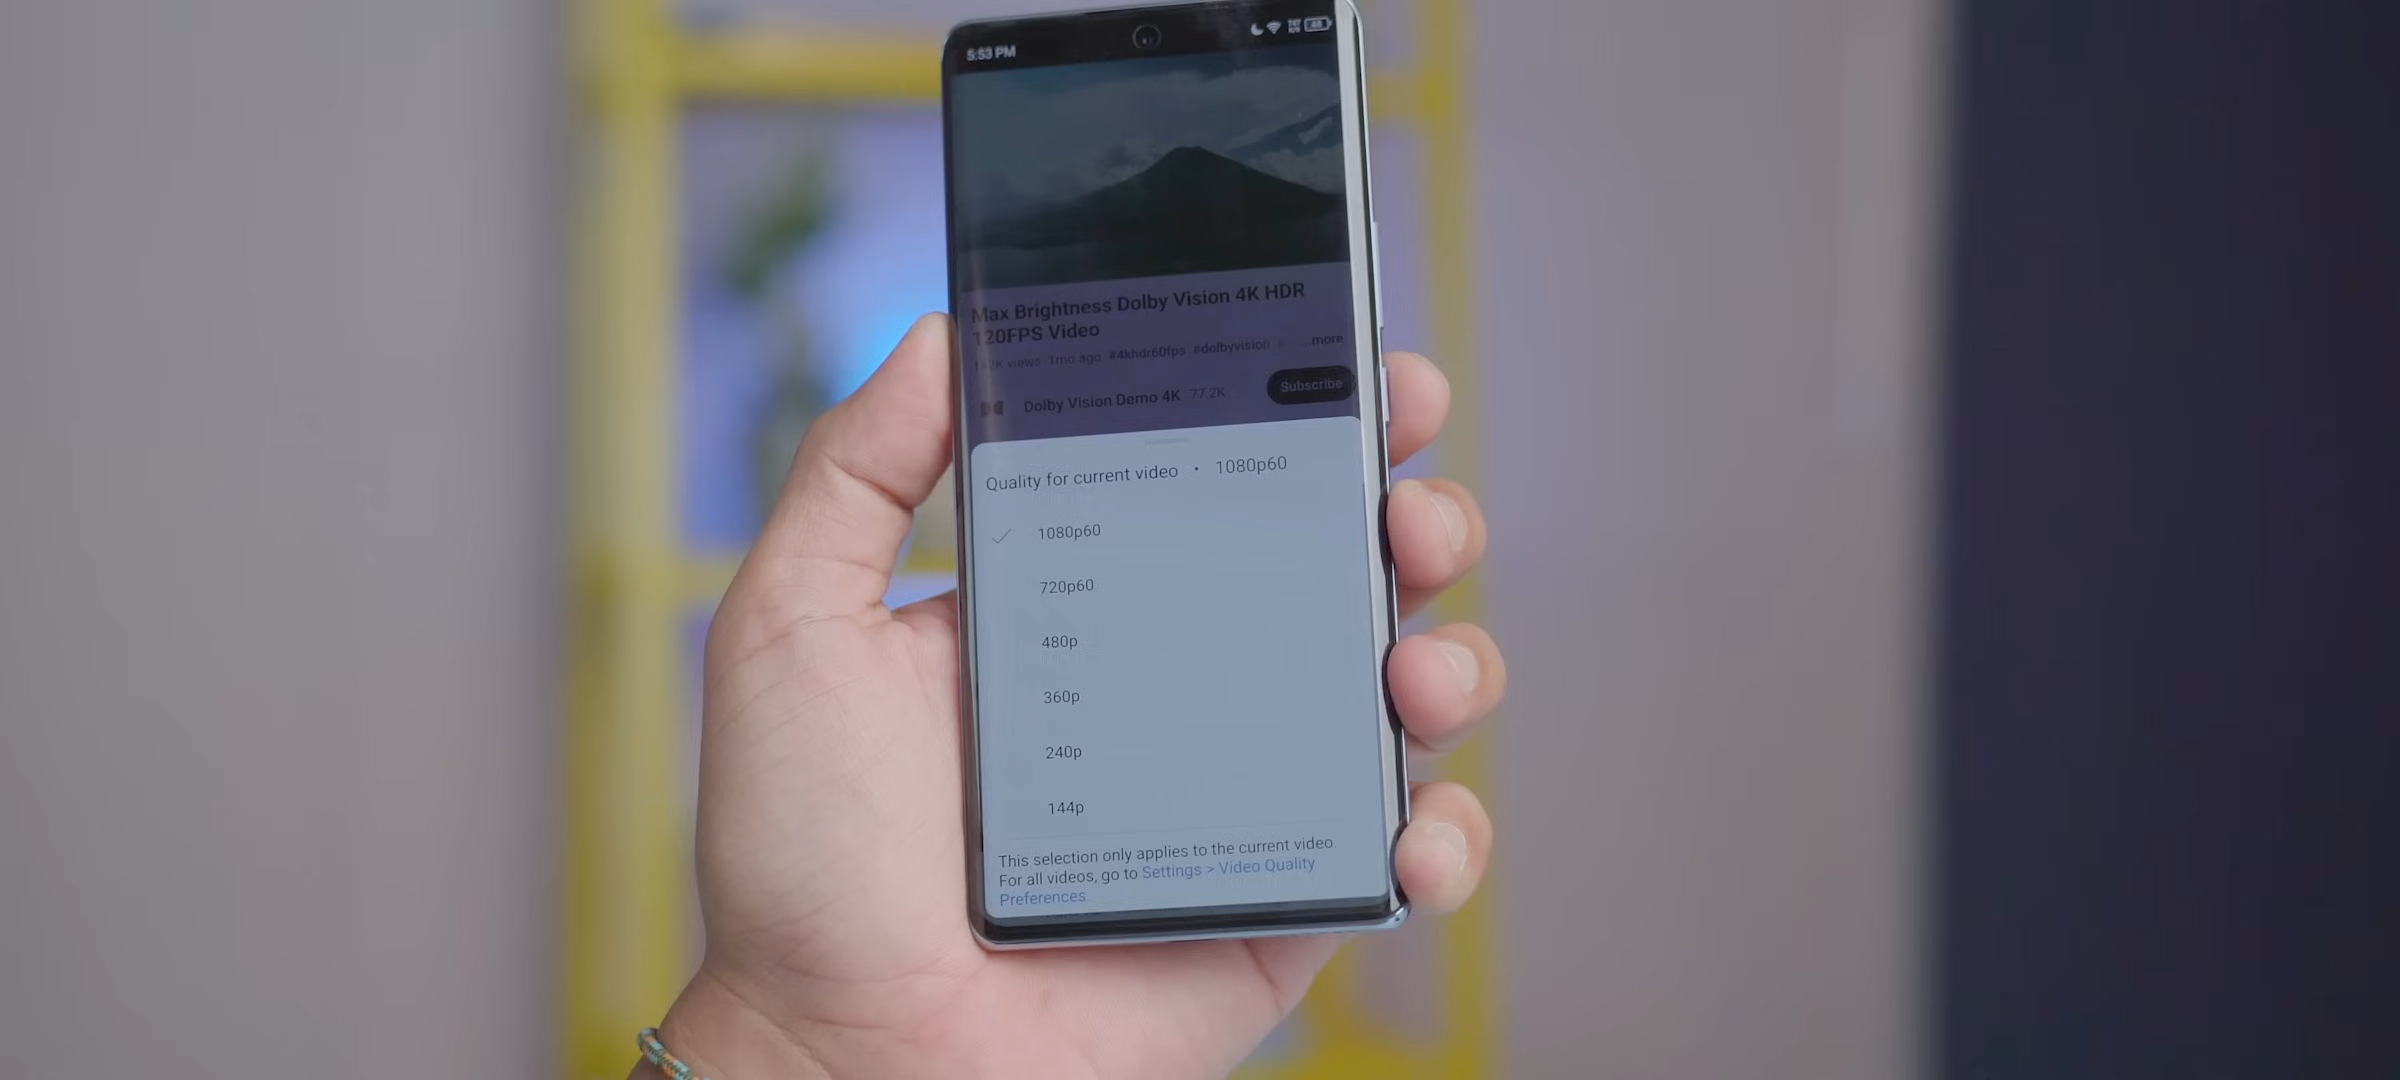 5:53 PM
48
Max Brightness Dolby Vision 4K HDR
120FPS Video
views 1mo ago #4khdr60fps #dolbyvision ...more
Dolby Vision Demo 4K 77.2K
Subscribe
Quality for current video • 1080p60
1080p60
720p60
480p
360p
240p
144p
This selection only applies to the current video.
For all videos, go to Settings > Video Quality
Preferences.